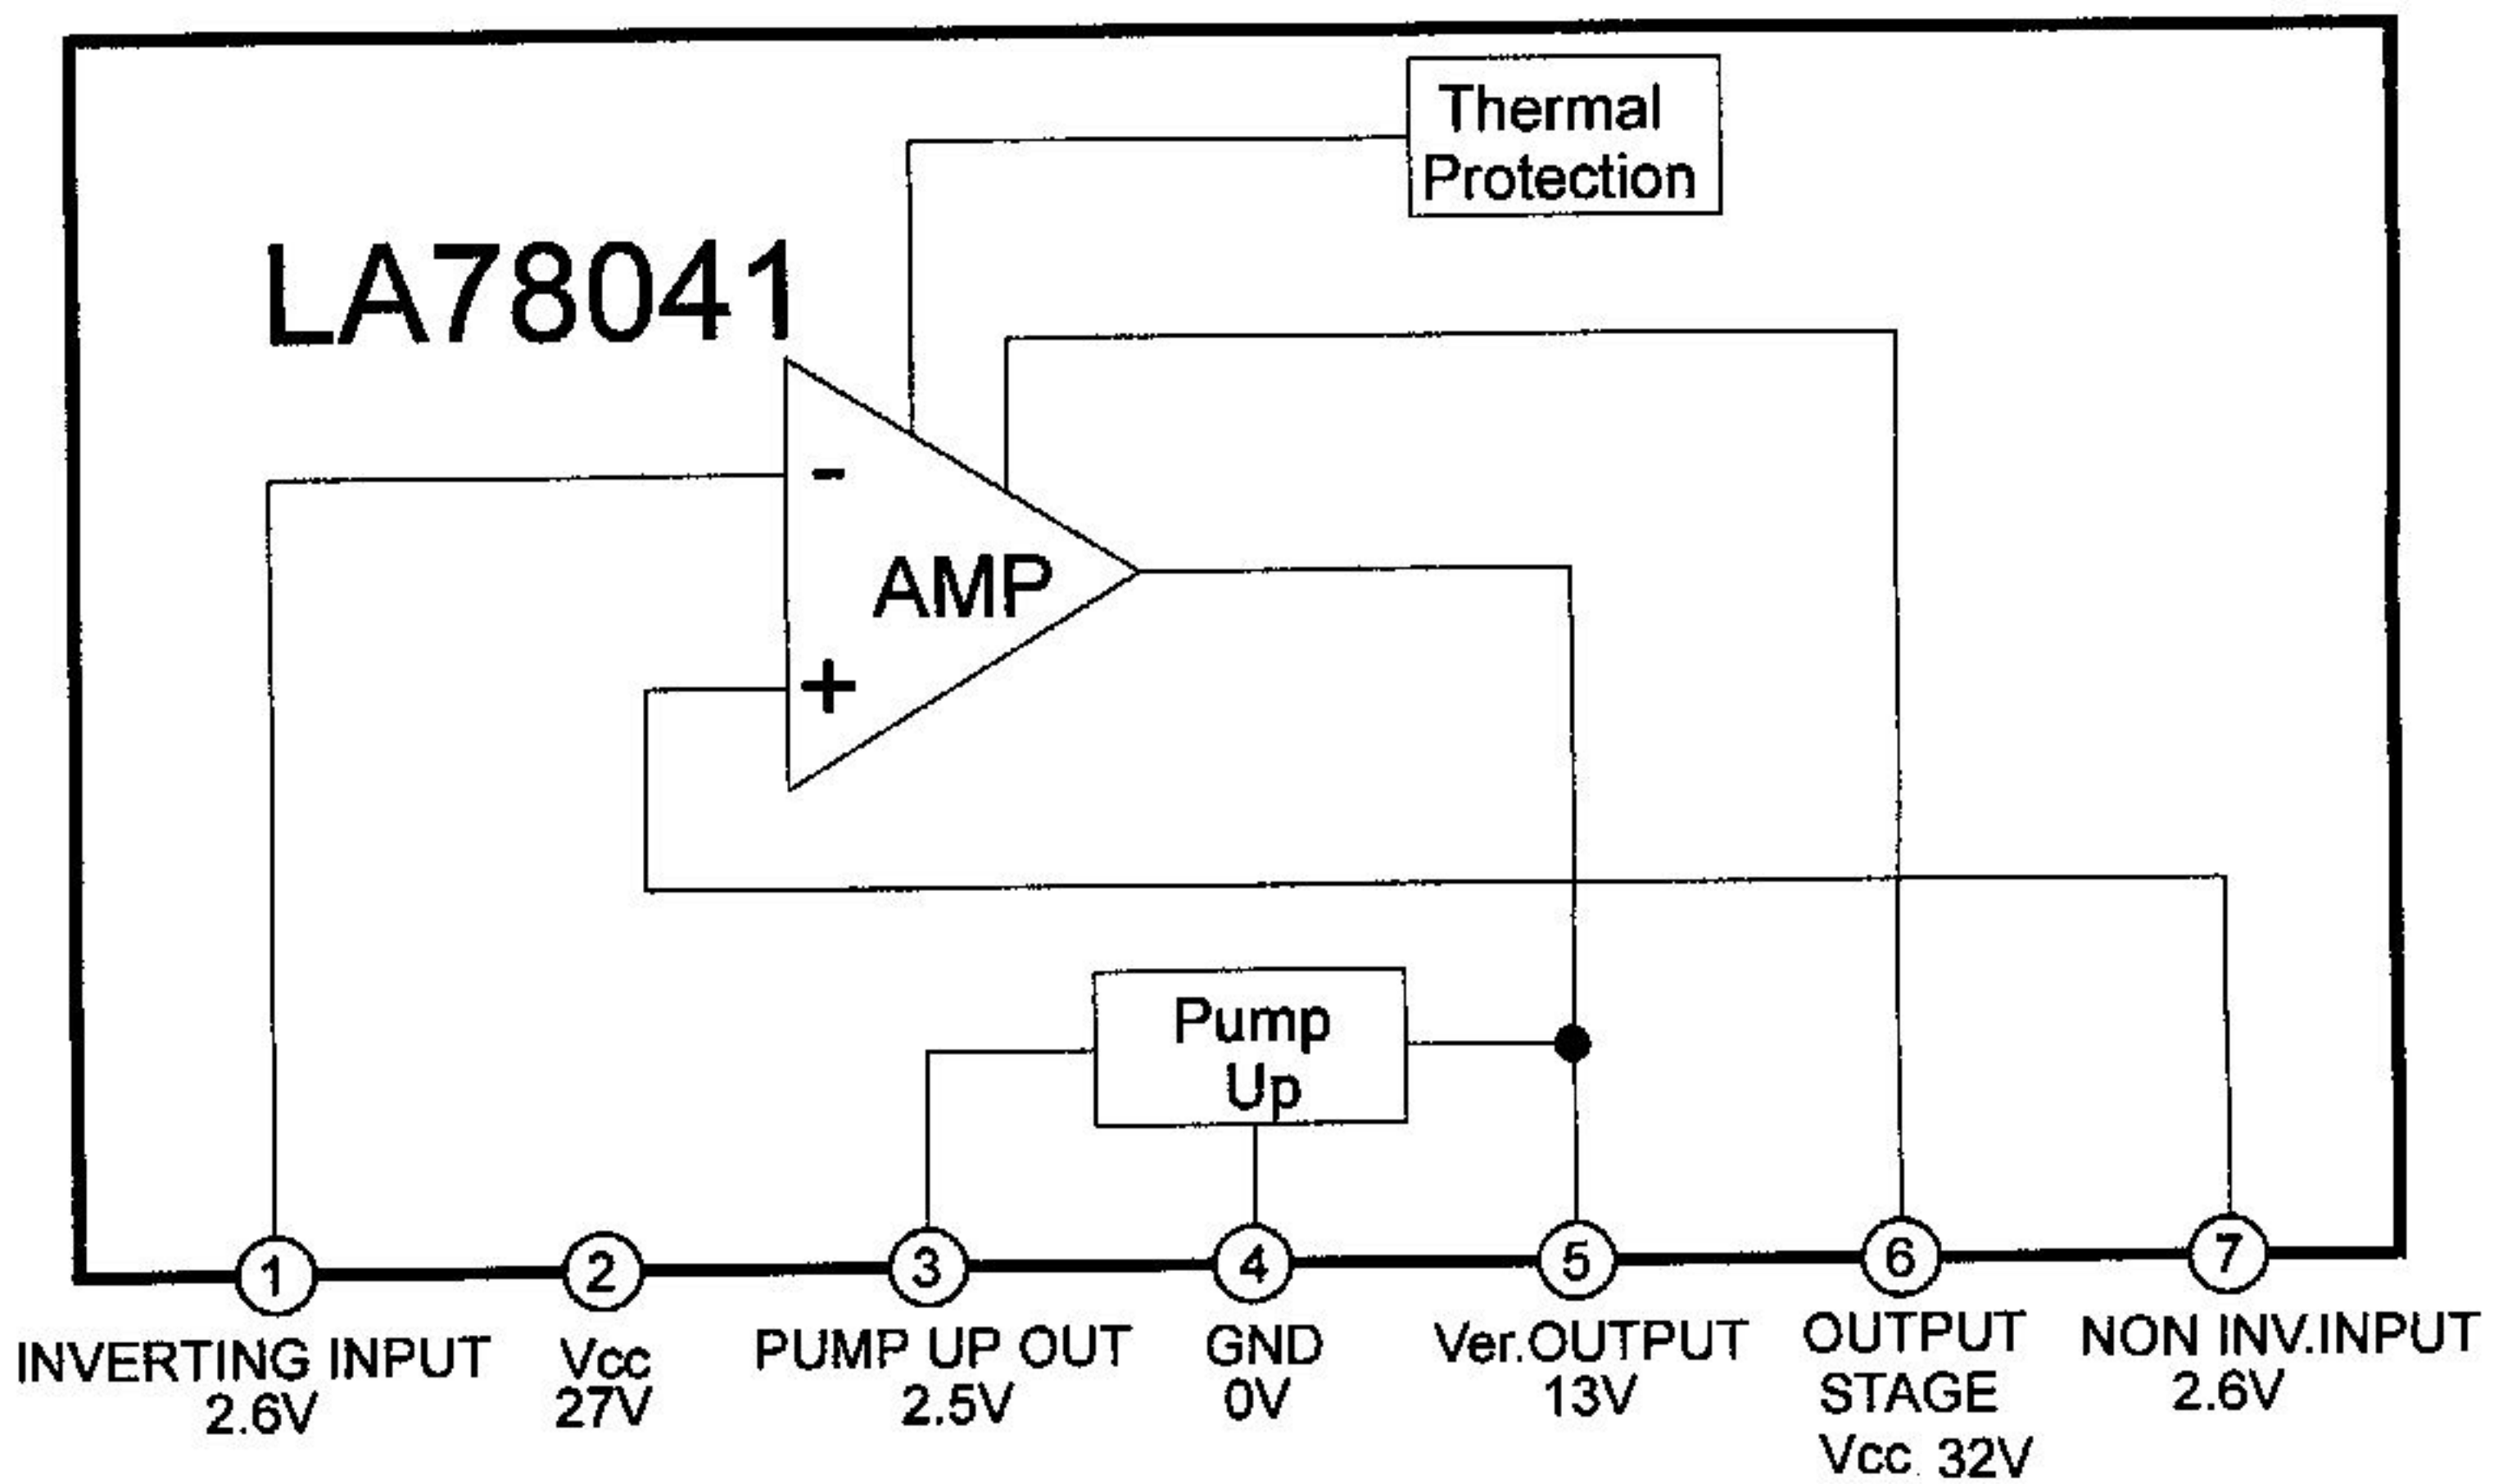 Thermal
Protection
LA78041
-
AMP
+
Pump
Up
1
2
3
4
5
6
7
INVERTING INPUT
2.6V
Vcc
27V
PUMP UP OUT
2.5V
GND
0V
Ver.OUTPUT
13V
OUTPUT
STAGE
Vcc 32V
NON INV.INPUT
2.6V